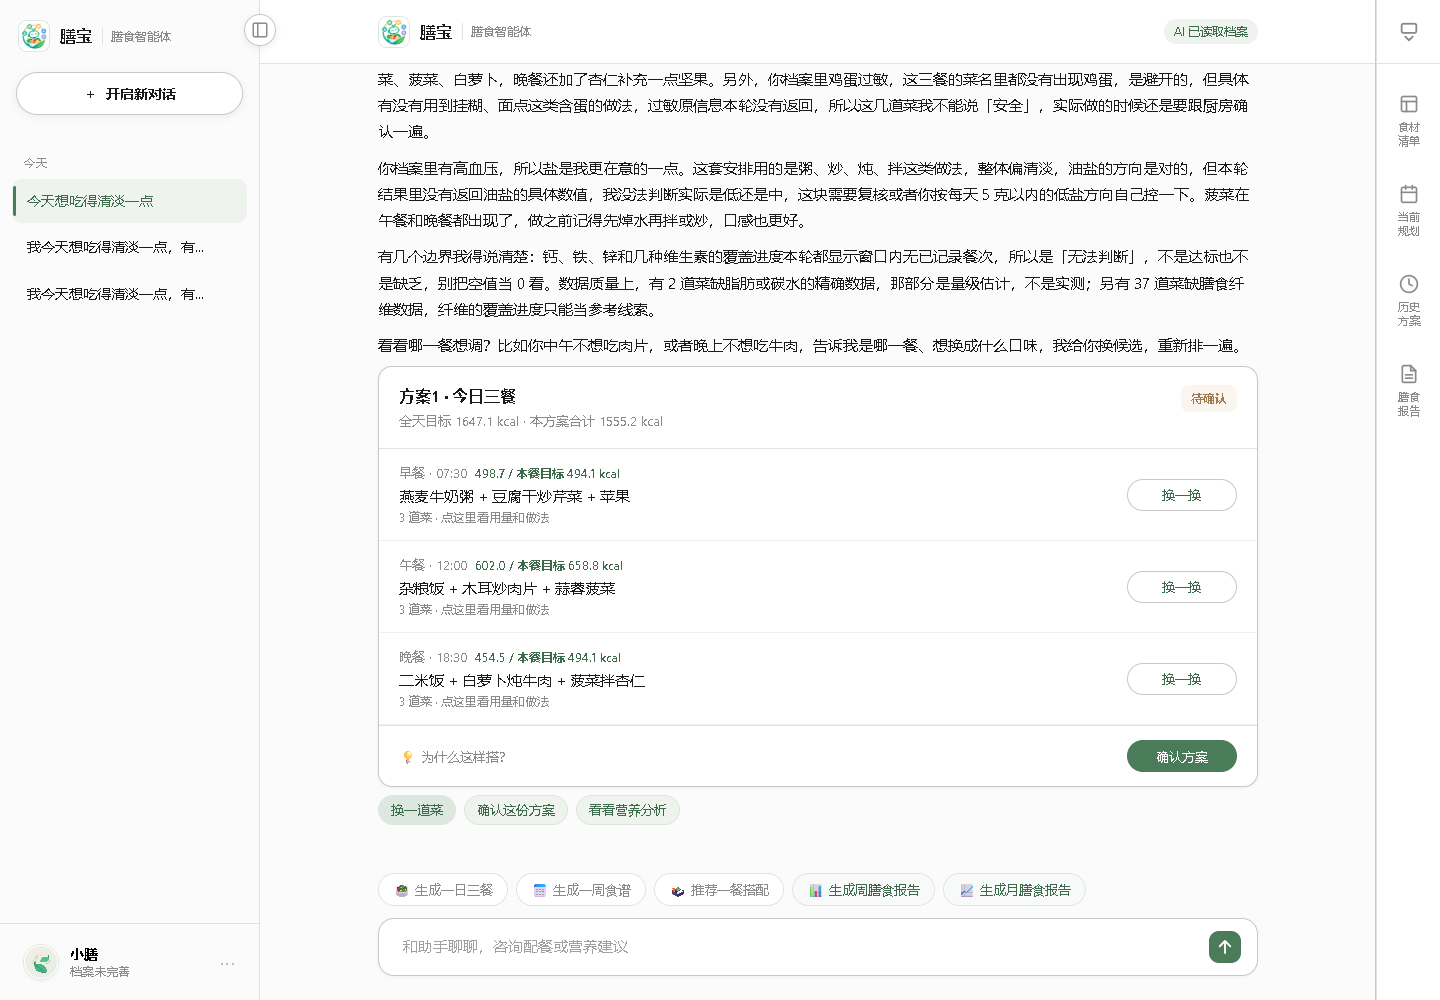 膳宝
膳食智能体
+ 开启新对话
今天
今天想吃得清淡一点
我今天想吃得清淡一点，有...
我今天想吃得清淡一点，有...
小膳
档案未完善
...
膳宝
膳食智能体
AI 已读取档案
菜、菠菜、白萝卜，晚餐还加了杏仁补充一点坚果。另外，你档案里鸡蛋过敏，这三餐的菜名里都没有出现鸡蛋，是避开的，但具体
有没有用到挂糊、面点这类含蛋的做法，过敏原信息本轮没有返回，所以这几道菜我不能说「安全」，实际做的时候还是要跟厨房确
认一遍。
你档案里有高血压，所以盐是我更在意的一点。这套安排用的是粥、炒、炖、拌这类做法，整体偏清淡，油盐的方向是对的，但本轮
结果里没有返回油盐的具体数值，我没法判断实际是低还是中，这块需要复核或者你按每天 5 克以内的低盐方向自己控一下。菠菜在
午餐和晚餐都出现了，做之前记得先焯水再拌或炒，口感也更好。
有几个边界我得说清楚：钙、铁、锌和几种维生素的覆盖进度本轮都显示窗口内无已记录餐次，所以是「无法判断」，不是达标也不
是缺乏，别把空值当 0 看。数据质量上，有 2 道菜缺脂肪或碳水的精确数据，那部分是量级估计，不是实测；另有 37 道菜缺膳食纤
维数据，纤维的覆盖进度只能当参考线索。
看看哪一餐想调？比如你中午不想吃肉片，或者晚上不想吃牛肉，告诉我是哪一餐、想换成什么口味，我给你换候选，重新排一遍。
方案1 · 今日三餐
待确认
全天目标 1647.1 kcal · 本方案合计 1555.2 kcal
早餐 · 07:30 498.7 / 本餐目标 494.1 kcal
燕麦牛奶粥 + 豆腐干炒芹菜 + 苹果
3 道菜 · 点这里看用量和做法
换一换
午餐 · 12:00 602.0 / 本餐目标 658.8 kcal
杂粮饭 + 木耳炒肉片 + 蒜蓉菠菜
3 道菜 · 点这里看用量和做法
换一换
晚餐 · 18:30 454.5 / 本餐目标 494.1 kcal
二米饭 + 白萝卜炖牛肉 + 菠菜拌杏仁
3 道菜 · 点这里看用量和做法
换一换
为什么这样搭？
确认方案
换一道菜
确认这份方案
看看营养分析
生成一日三餐
生成一周食谱
推荐一餐搭配
生成周膳食报告
生成月膳食报告
和助手聊聊，咨询配餐或营养建议
食材
清单
当前
规划
历史
方案
膳食
报告